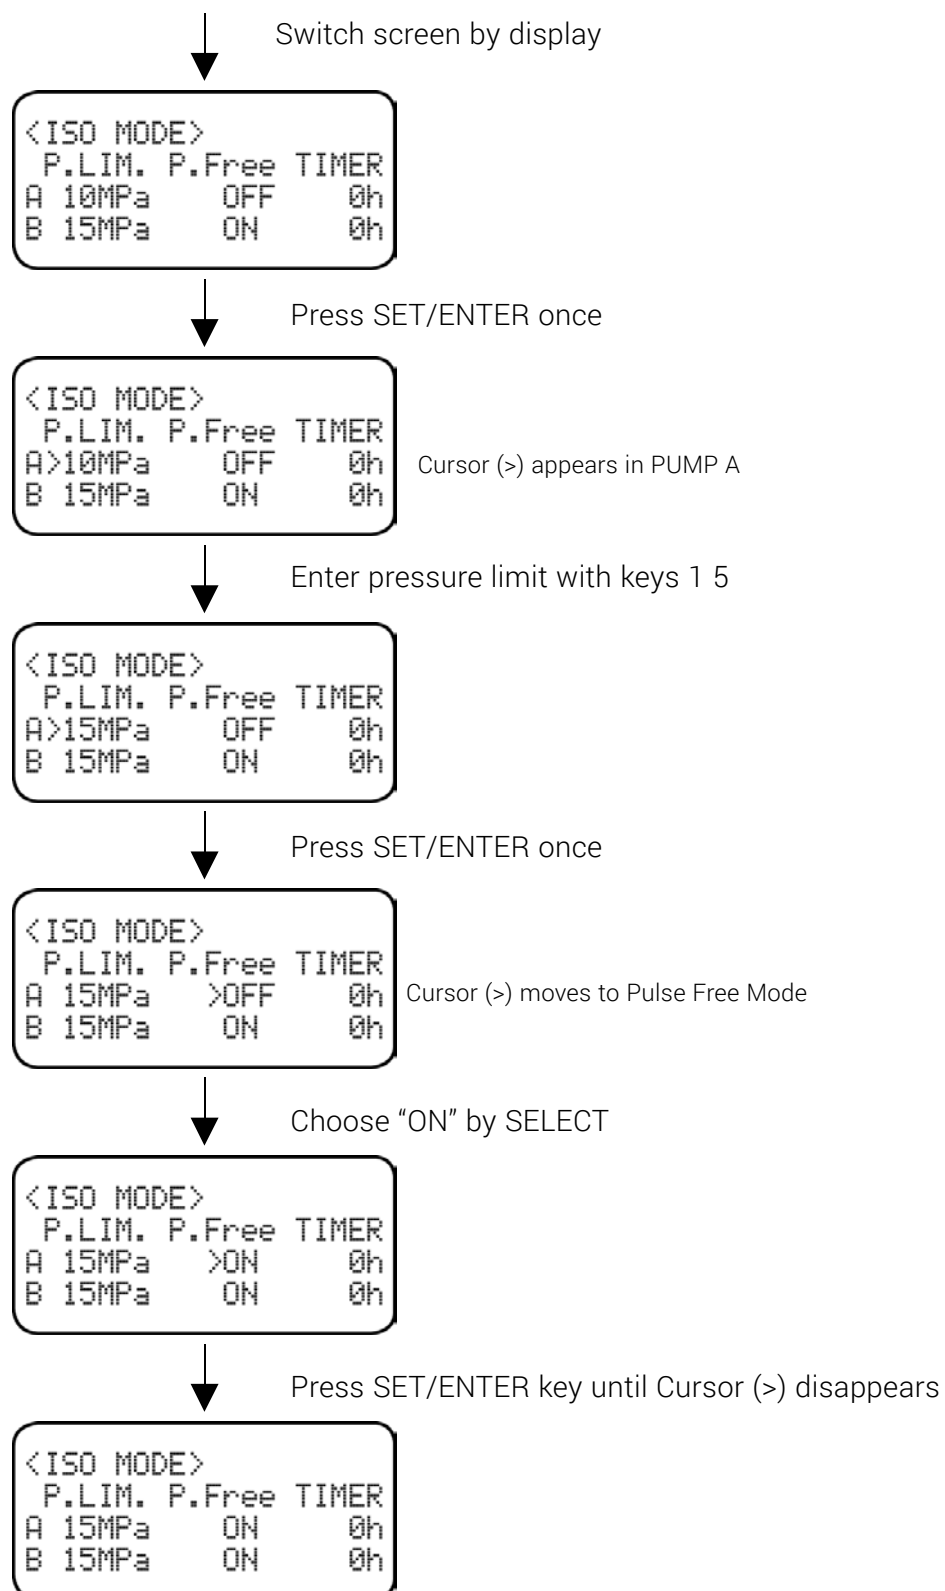 Switch screen by display
<ISO MODE>
P.LIM. P.Free TIMER
A 10MPa OFF 0h
B 15MPa ON 0h
Press SET/ENTER once
<ISO MODE>
P.LIM. P.Free TIMER
A>10MPa OFF 0h
Cursor (>) appears in PUMP A
B 15MPa ON 0h
Enter pressure limit with keys 1 5
<ISO MODE>
P.LIM. P.Free TIMER
A>15MPa OFF 0h
B 15MPa ON 0h
Press SET/ENTER once
<ISO MODE>
P.LIM. P.Free TIMER
A 15MPa >OFF 0h
Cursor (>) moves to Pulse Free Mode
B 15MPa ON 0h
Choose “ON” by SELECT
<ISO MODE>
P.LIM. P.Free TIMER
A 15MPa >ON 0h
B 15MPa ON 0h
Press SET/ENTER key until Cursor (>) disappears
<ISO MODE>
P.LIM. P.Free TIMER
A 15MPa ON 0h
B 15MPa ON 0h